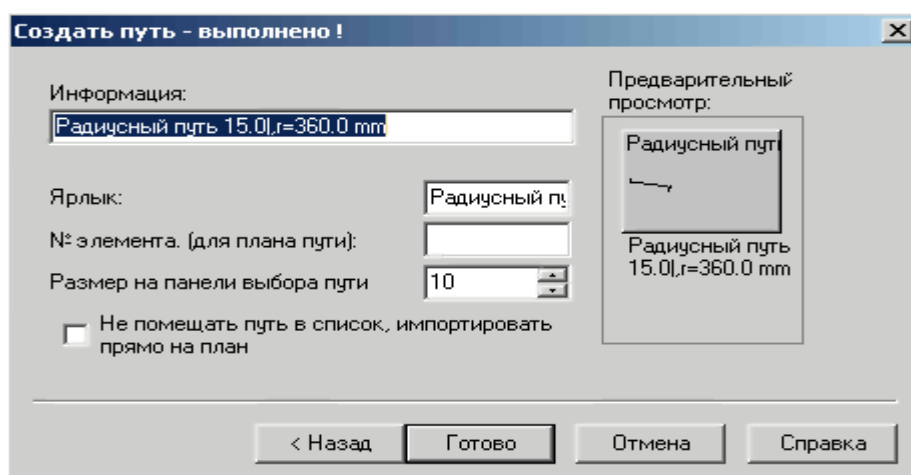 Создать путь - выполнено !
Информация:
Радиусный путь 15.0|,r=360.0 mm
Ярлык:
Радиусный пу
№ элемента. (для плана пути):
Размер на панели выбора пути
10
Не помещать путь в список, импортировать
прямо на план
Предварительный
просмотр:
Радиусный путі
Радиусный путь
15.0|,r=360.0 mm
< Назад
Готово
Отмена
Справка